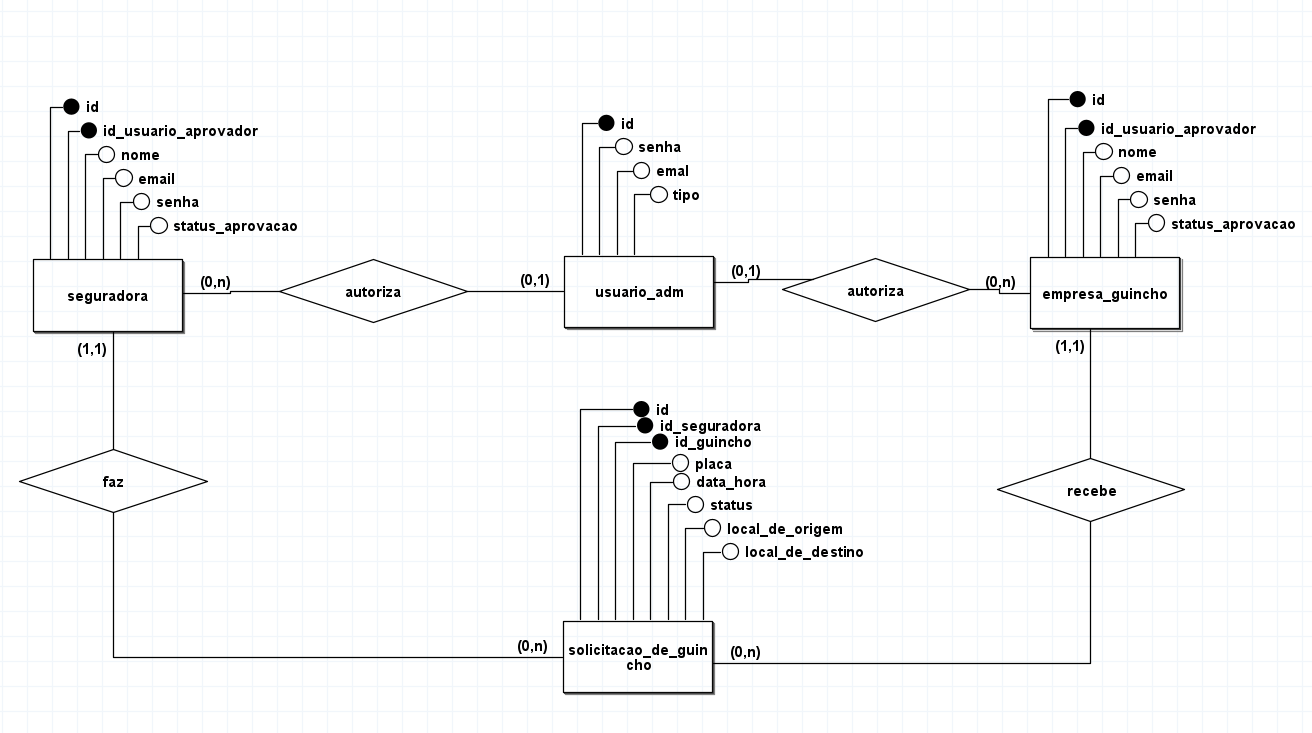 id
id_usuario_aprovador
nome
email
senha
status_aprovacao
seguradora
(0,n)
autoriza
(0,1)
id
senha
emal
tipo
usuario_adm
(0,1)
autoriza
(0,n)
id
id_usuario_aprovador
nome
email
senha
status_aprovacao
empresa_guincho
(1,1)
faz
(0,n)
id
id_seguradora
id_guincho
placa
data_hora
status
local_de_origem
local_de_destino
solicitacao_de_guin
cho
(0,n)
(1,1)
recebe